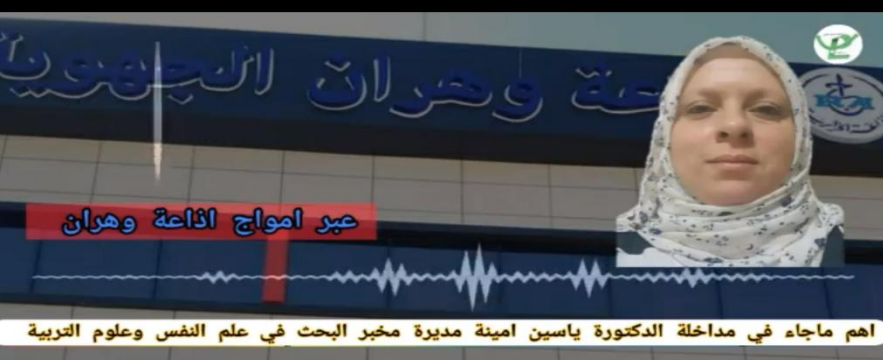 عة وهران الجهوية
عبر امواج اذاعة وهران
اهم ماجاء في مداخلة الدكتورة ياسين امينة مديرة مخبر البحث في علم النفس وعلوم التربية